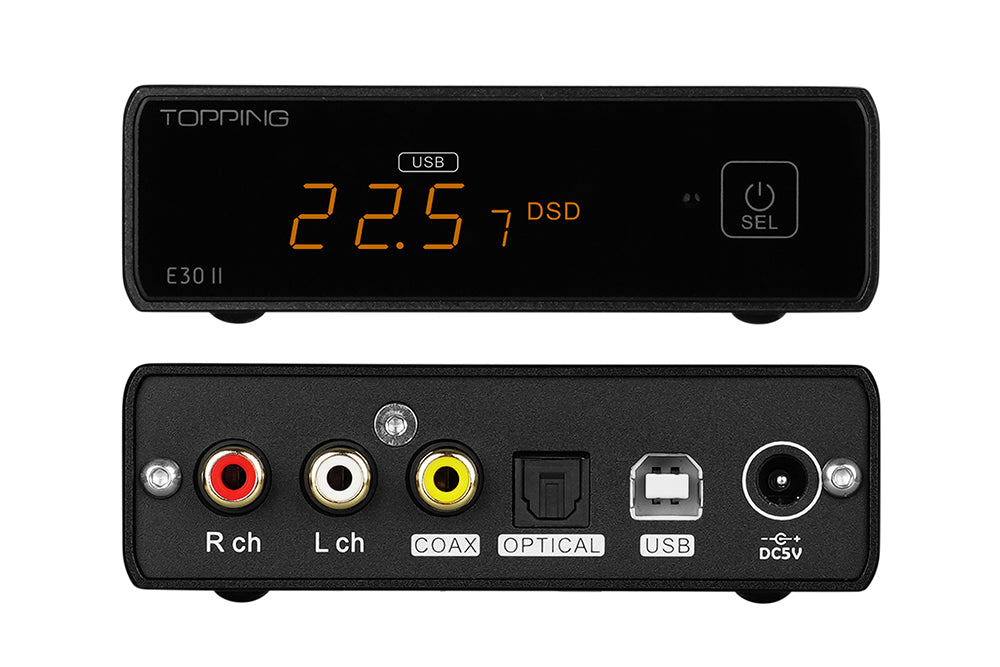 TOPPING
USB
22.57 DSD
SEL
E30 II
R ch
L ch
COAX
OPTICAL
USB
DC5V